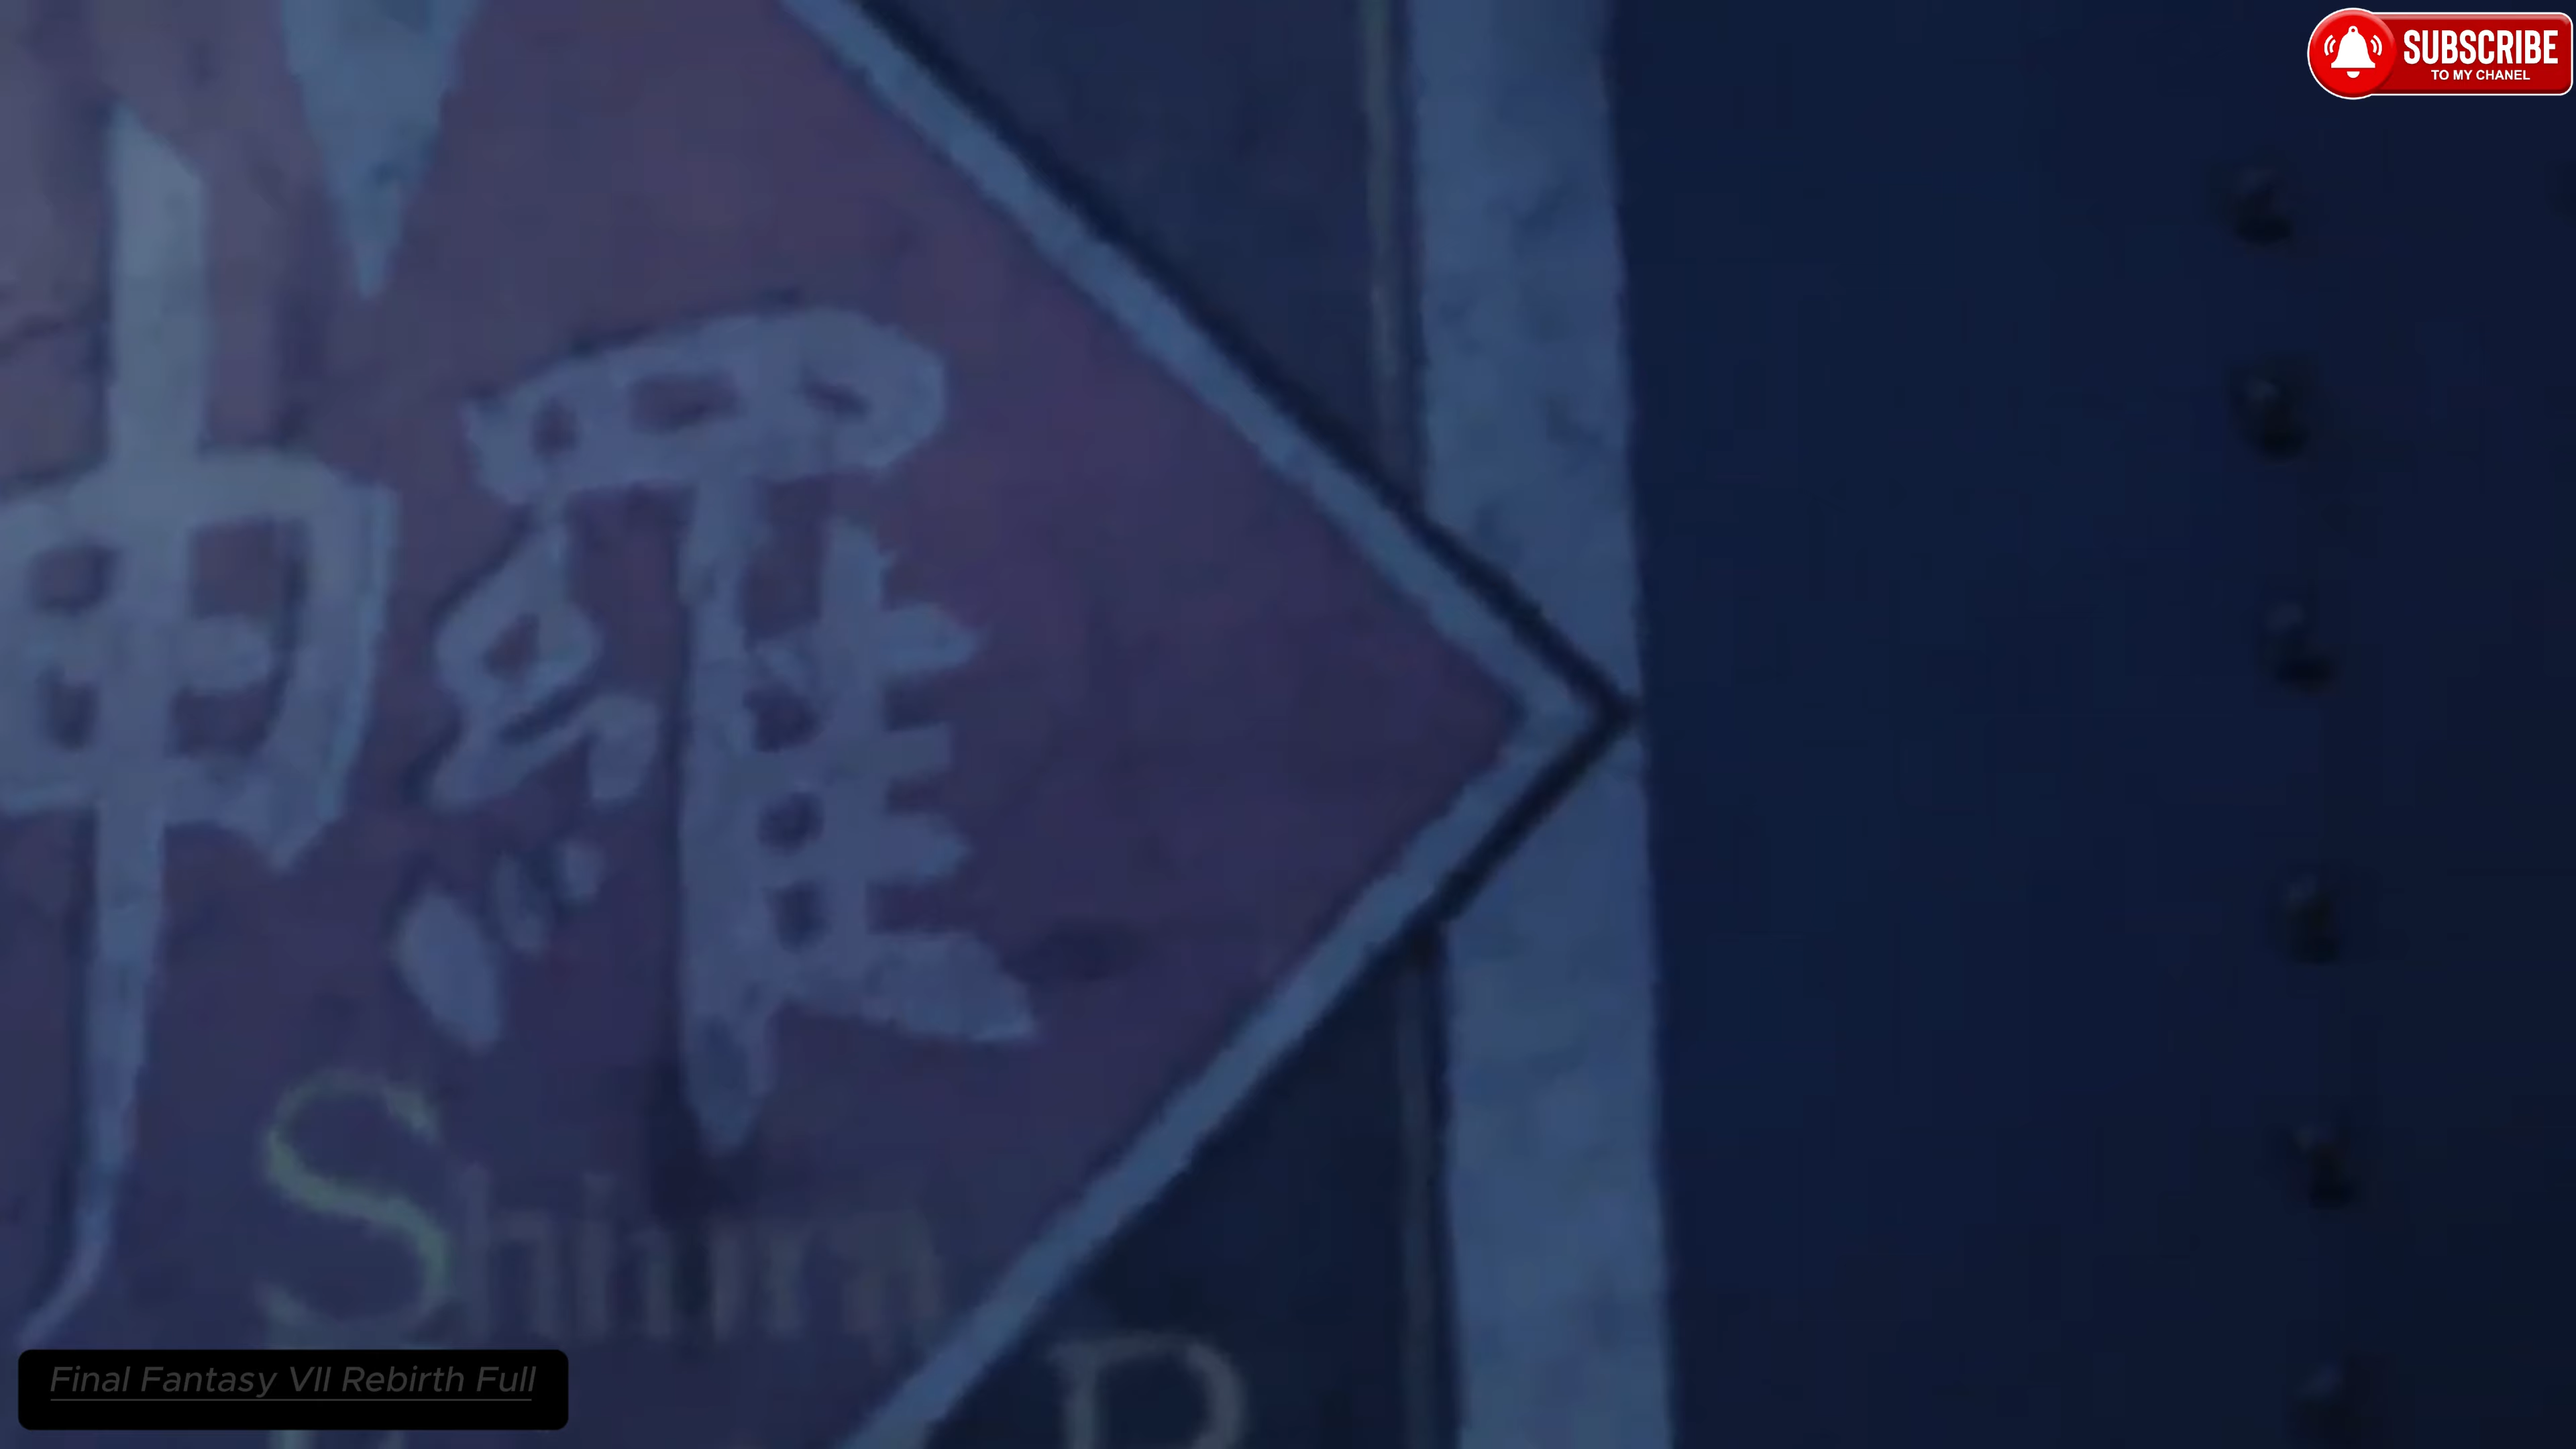 SUBSCRIBE
TO MY CHANEL
神羅
Shinra
Final Fantasy VII Rebirth Full